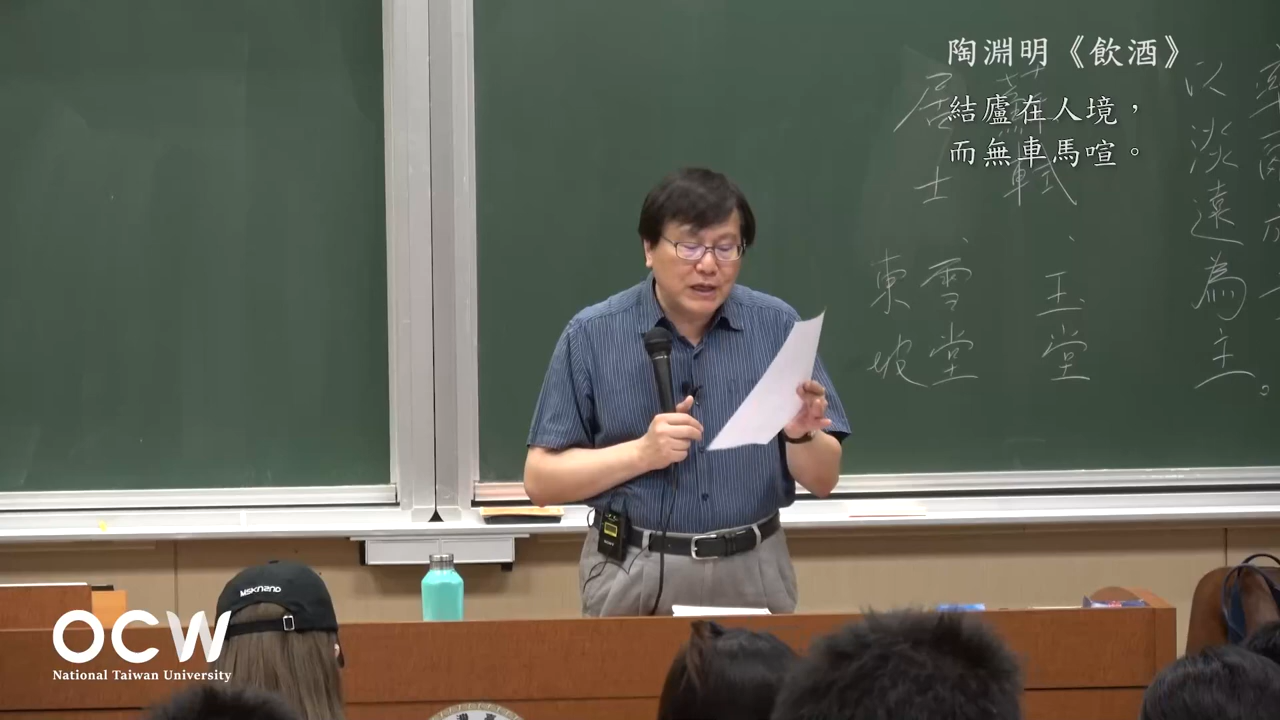 陶淵明《飲酒》
結廬在人境，
而無車馬喧。
以淡遠為主。
蘇軾、玉堂
居士、雪堂
東坡
MSKN2ND
OCW
National Taiwan University